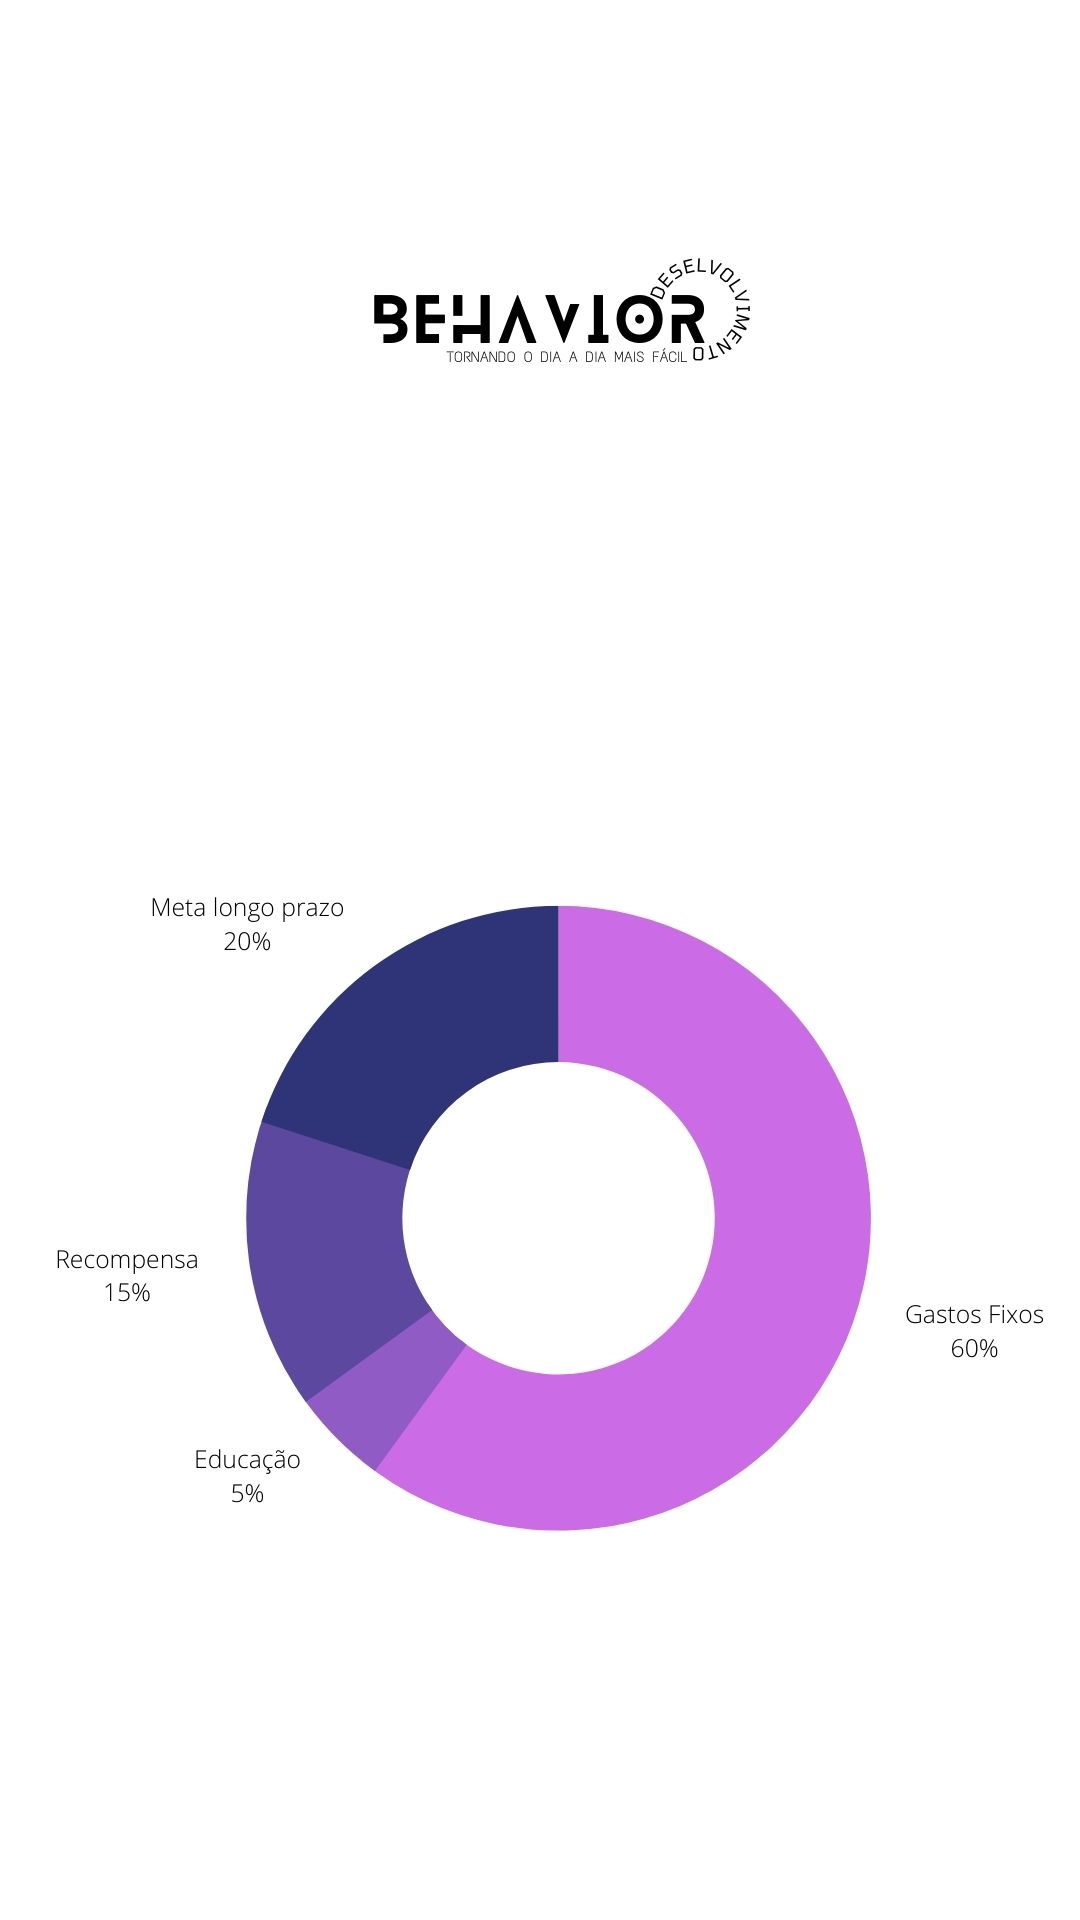 DESELVOLVIMENTO
BEHAVIOR
TORNANDO O DIA A DIA MAIS FÁCIL
Meta longo prazo
20%
Recompensa
15%
Gastos Fixos
60%
Educação
5%